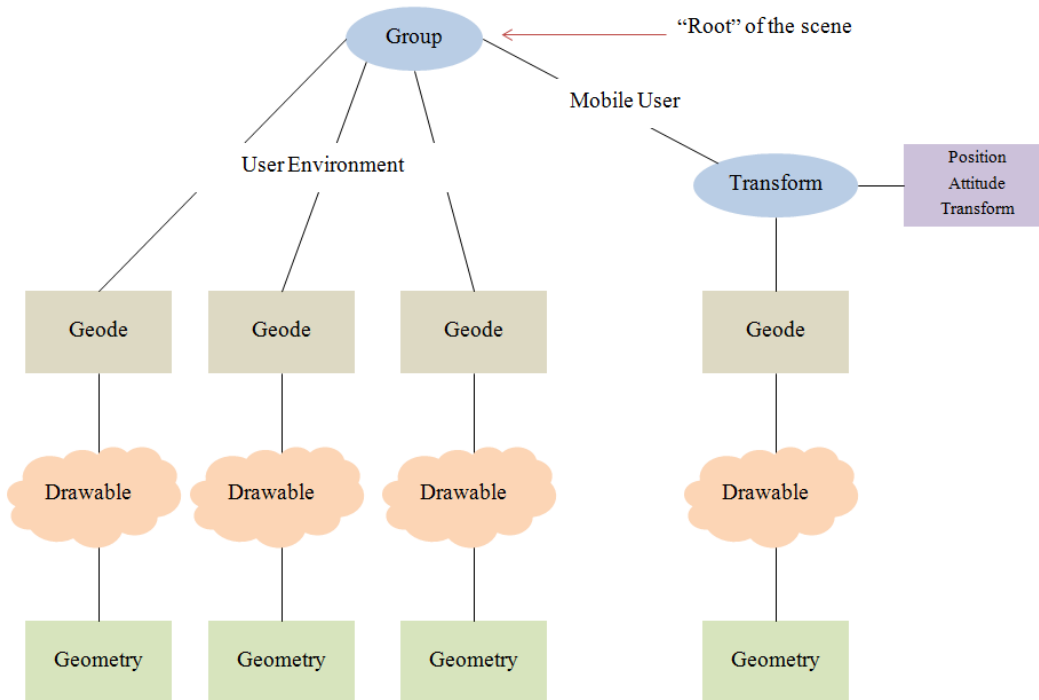 Group
“Root” of the scene
Mobile User
User Environment
Transform
Position
Attitude
Transform
Geode
Geode
Geode
Geode
Drawable
Drawable
Drawable
Drawable
Geometry
Geometry
Geometry
Geometry